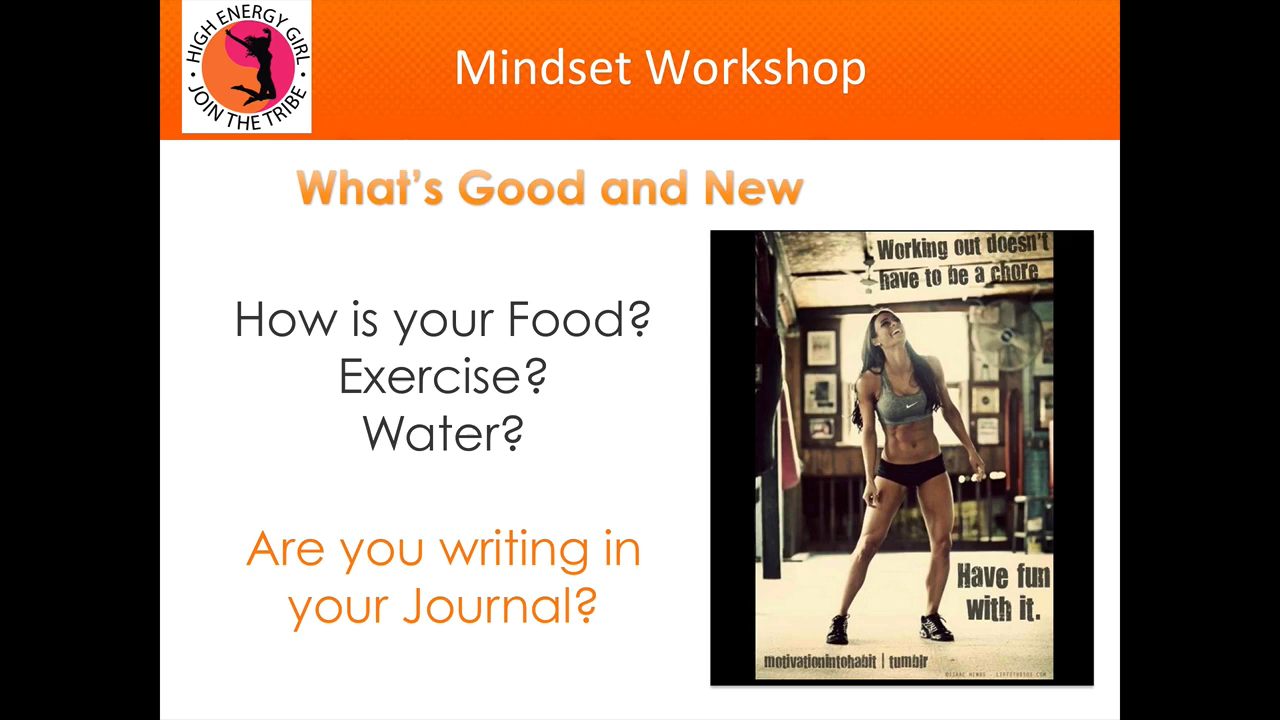 HIGH ENERGY GIRL
JOIN THE TRIBE
Mindset Workshop
What's Good and New
How is your Food?
Exercise?
Water?
Are you writing in
your Journal?
Working out doesn't
have to be a chore
Have fun
with it.
motivationintohabit | tumblr